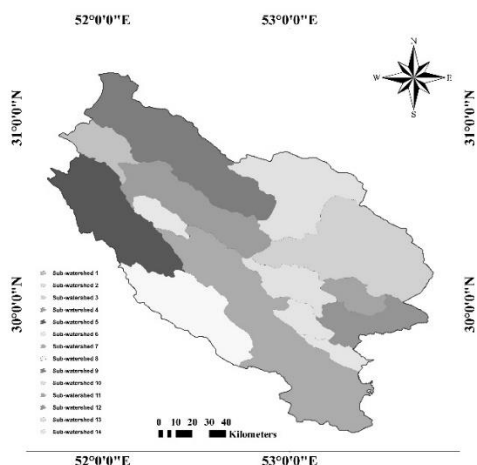 52°0'0"E 53°0'0"E
N
W E
S
31°0'0"N 31°0'0"N
30°0'0"N 30°0'0"N
Sub-watershed 1
Sub-watershed 2
Sub-watershed 3
Sub-watershed 4
Sub-watershed 5
Sub-watershed 6
Sub-watershed 7
Sub-watershed 8
Sub-watershed 9
Sub-watershed 10
Sub-watershed 11
Sub-watershed 12
Sub-watershed 13
Sub-watershed 14
0 5 10 20 30 40
Kilometers
52°0'0"E 53°0'0"E